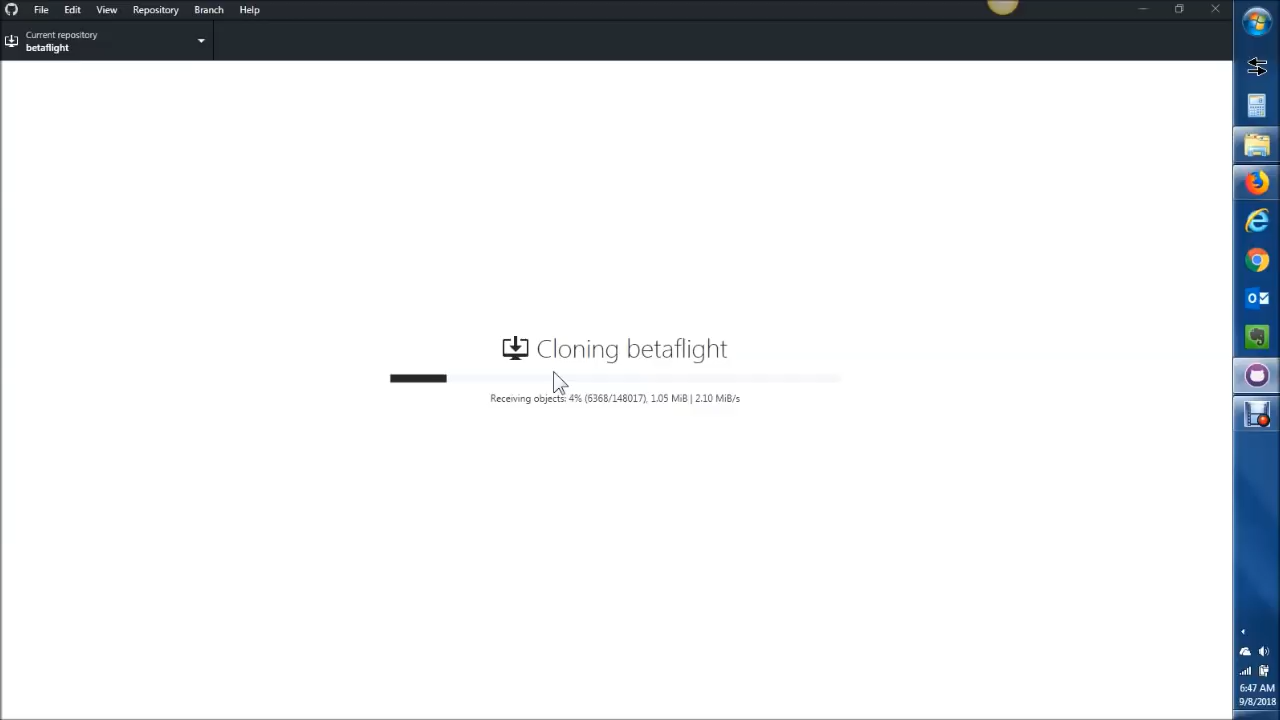 File Edit View Repository Branch Help
Current repository
betaflight
Cloning betaflight
Receiving objects: 4% (6368/148017), 1.05 MiB | 2.10 MiB/s
6:47 AM
9/8/2018